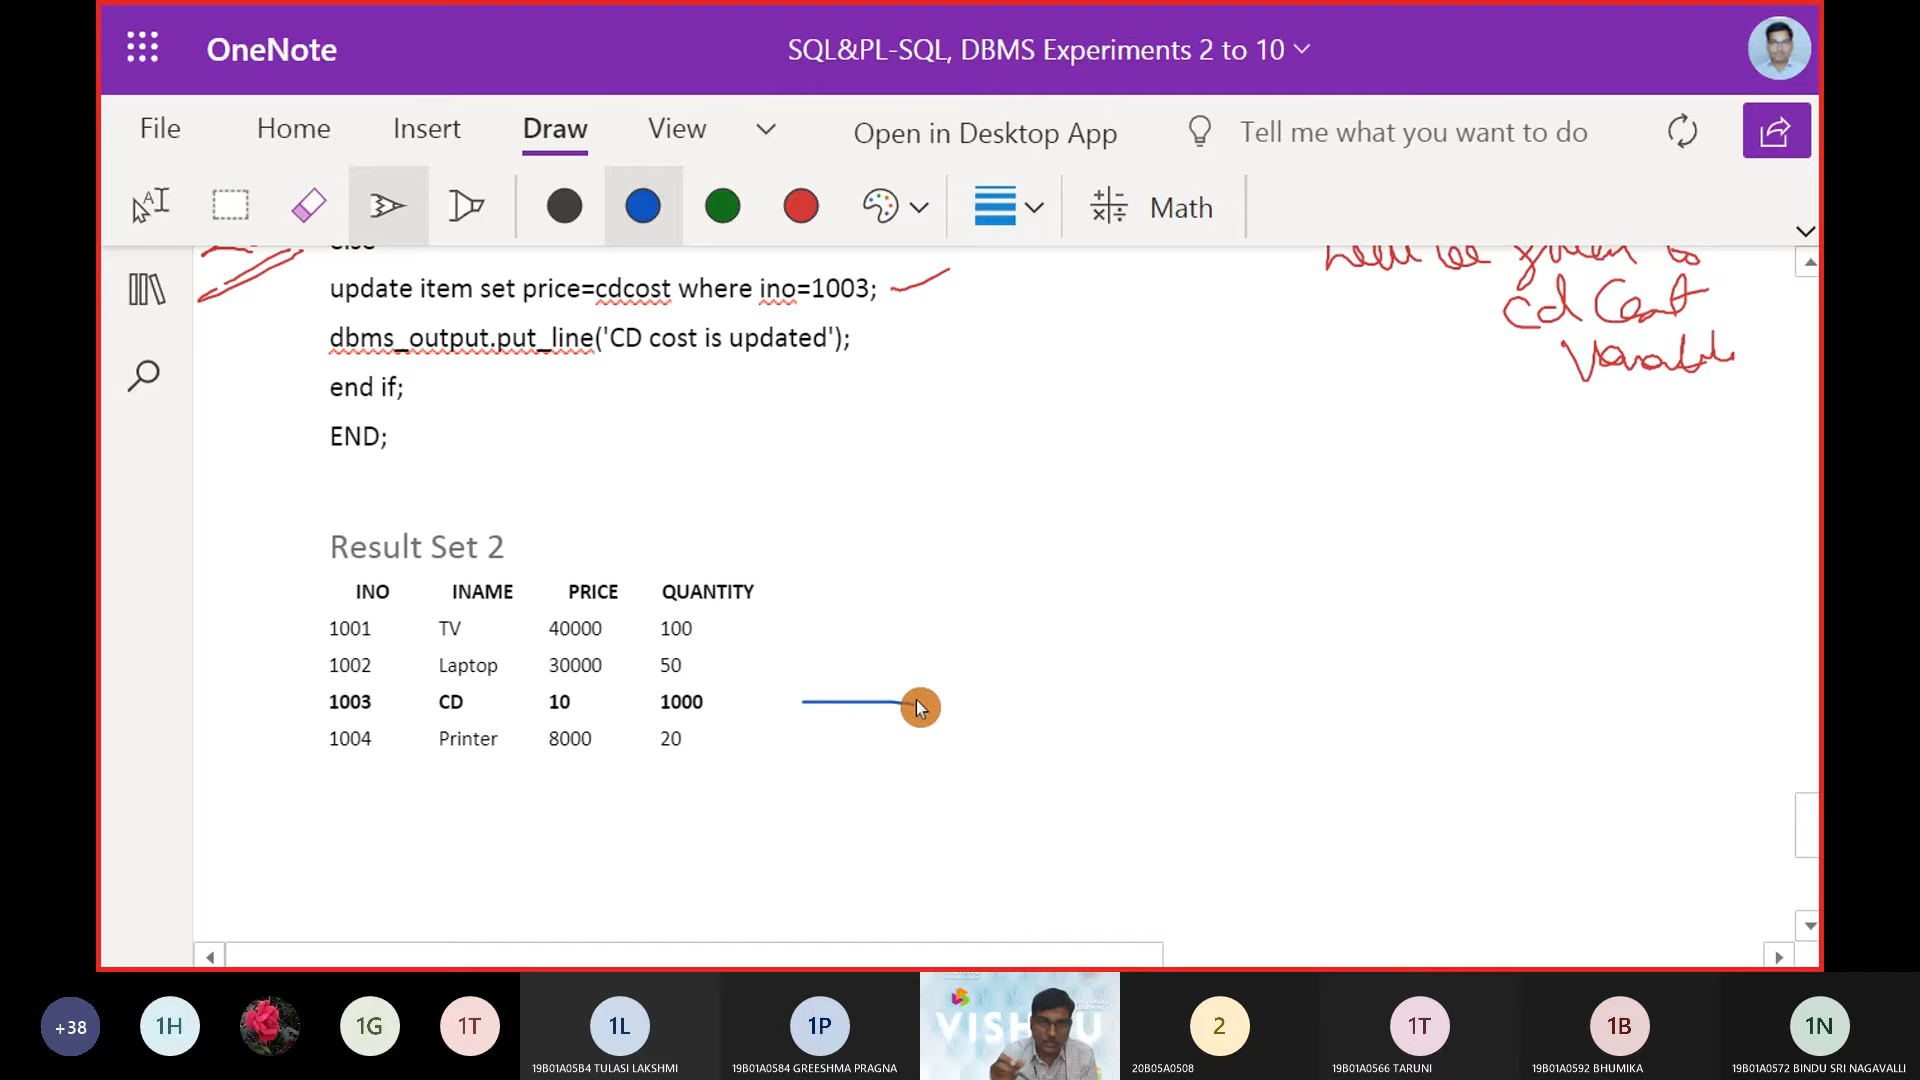 OneNote
SQL&PL-SQL, DBMS Experiments 2 to 10
File Home Insert Draw View Open in Desktop App Tell me what you want to do
Math
else
update item set price=cdcost where ino=1003;
dbms_output.put_line('CD cost is updated');
end if;
END;
cd Cost
Variable
Result Set 2
INO INAME PRICE QUANTITY
1001 TV 40000 100
1002 Laptop 30000 50
1003 CD 10 1000
1004 Printer 8000 20
+38 1H 1G 1T 1L 1P 2 1T 1B 1N
19B01A05B4 TULASI LAKSHMI 19B01A0584 GREESHMA PRAGNA 20B05A0508 19B01A0566 TARUNI 19B01A0592 BHUMIKA 19B01A0572 BINDU SRI NAGAVALLI